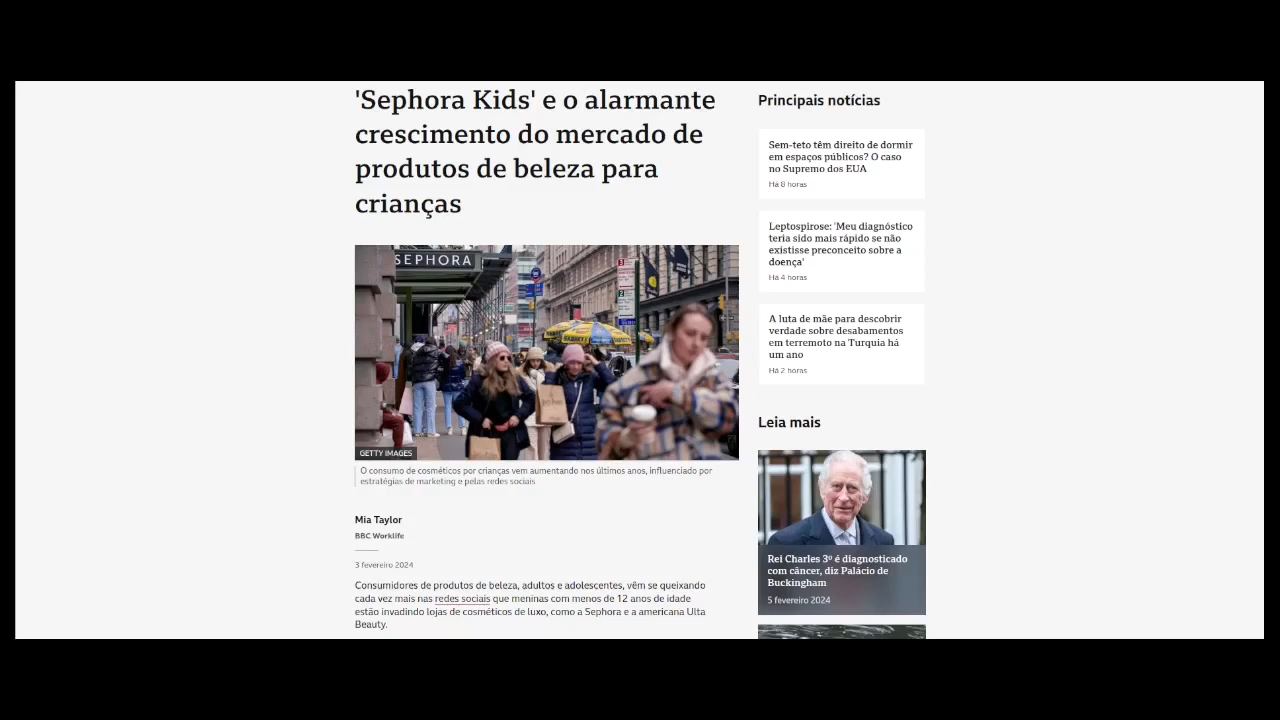 'Sephora Kids' e o alarmante
crescimento do mercado de
produtos de beleza para
crianças
SEPHORA
GETTY IMAGES
O consumo de cosméticos por crianças vem aumentando nos últimos anos, influenciado por
estratégias de marketing e pelas redes sociais
Mia Taylor
BBC Worklife
3 fevereiro 2024
Consumidores de produtos de beleza, adultos e adolescentes, vêm se queixando
cada vez mais nas redes sociais que meninas com menos de 12 anos de idade
estão invadindo lojas de cosméticos de luxo, como a Sephora e a americana Ulta
Beauty.
Principais notícias
Sem-teto têm direito de dormir
em espaços públicos? O caso
no Supremo dos EUA
Há 8 horas
Leptospirose: 'Meu diagnóstico
teria sido mais rápido se não
existisse preconceito sobre a
doença'
Há 4 horas
A luta de mãe para descobrir
verdade sobre desabamentos
em terremoto na Turquia há
um ano
Há 2 horas
Leia mais
Rei Charles 3º é diagnosticado
com câncer, diz Palácio de
Buckingham
5 fevereiro 2024